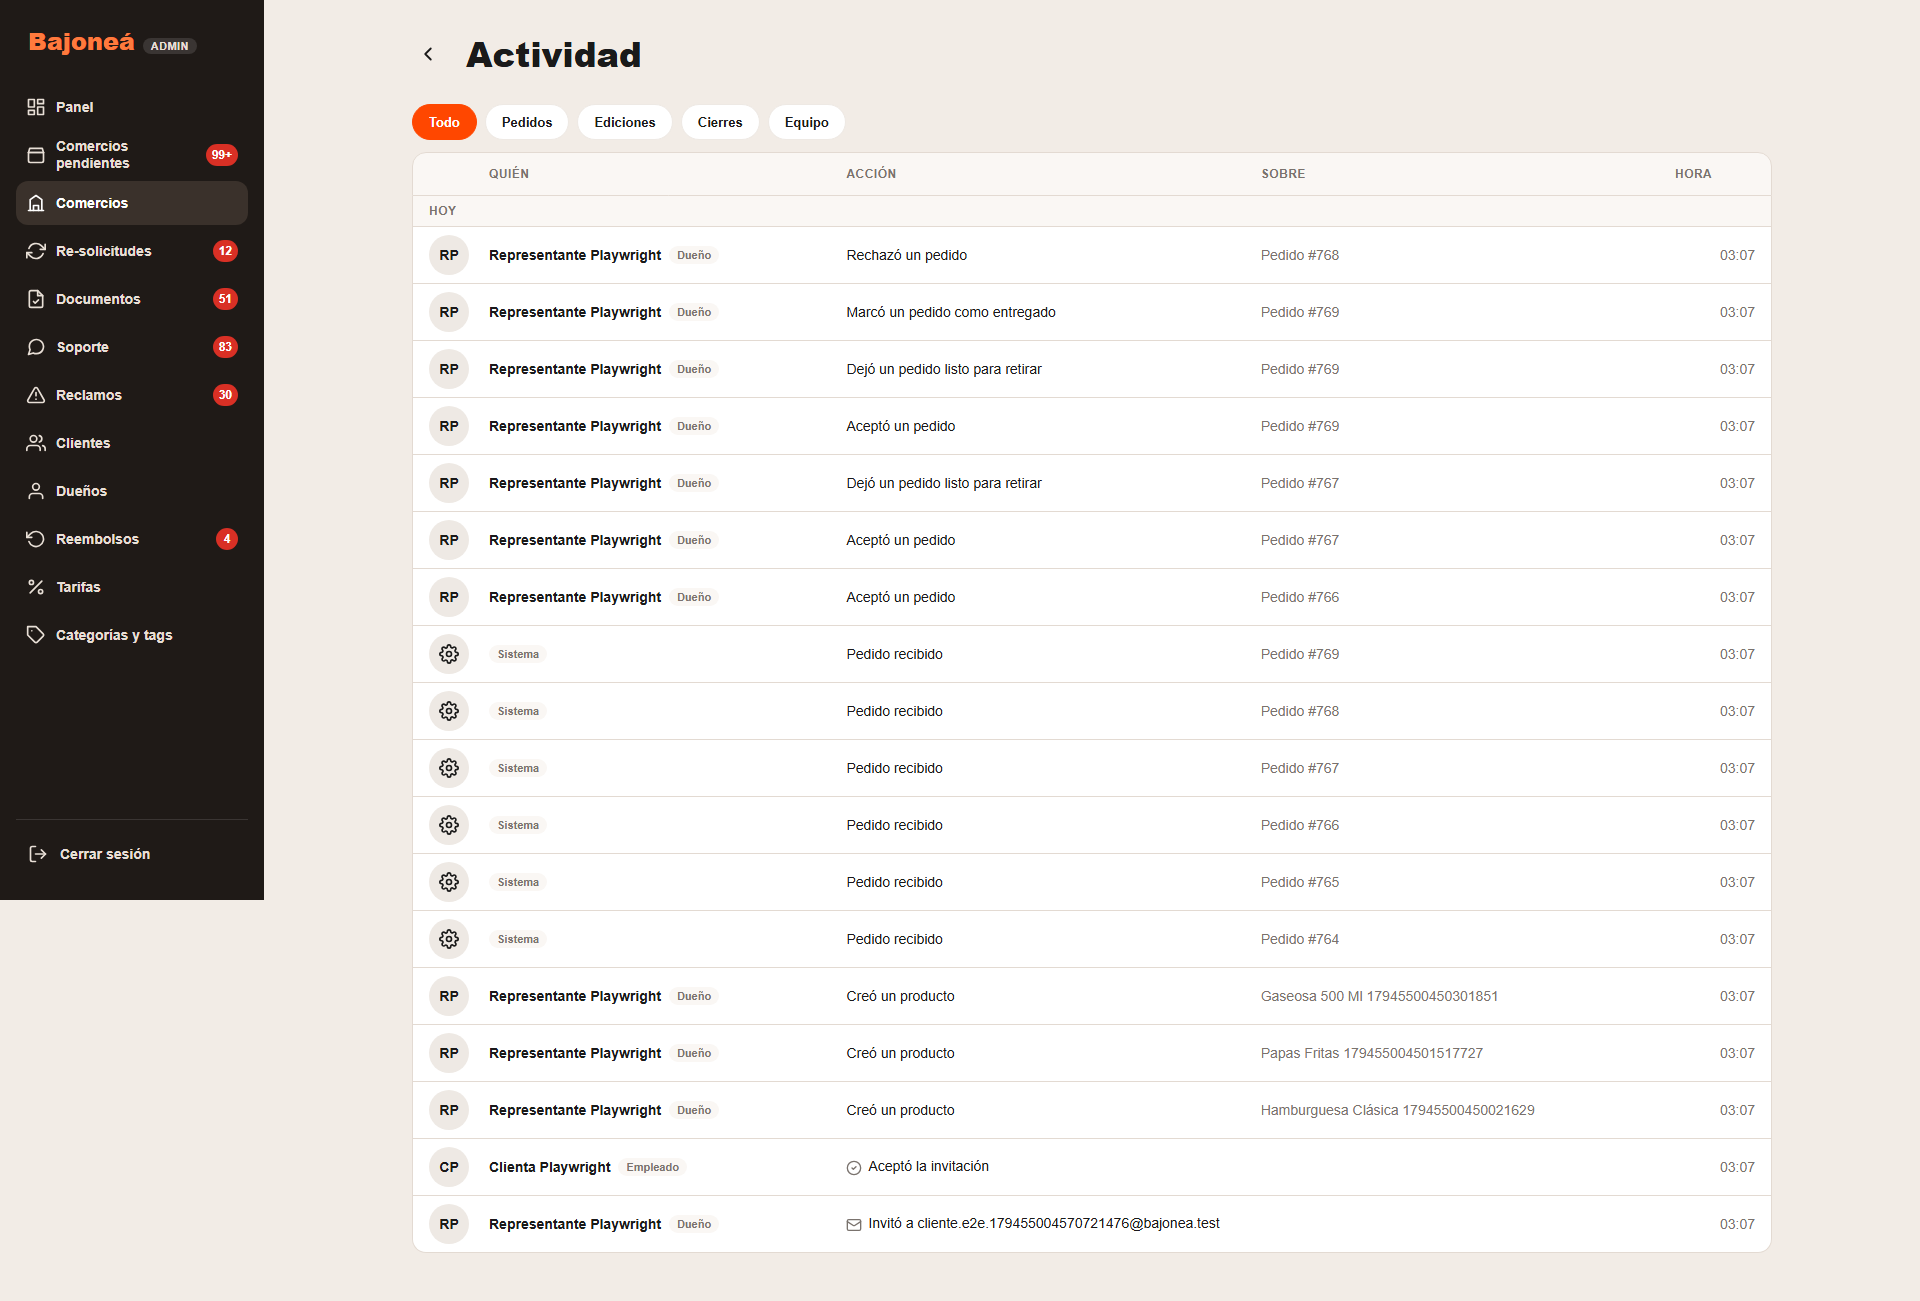 Bajoneá ADMIN
Panel
Comercios
pendientes
99+
Comercios
Re-solicitudes 12
Documentos 51
Soporte 83
Reclamos 30
Clientes
Dueños
Reembolsos 4
Tarifas
Categorías y tags
Cerrar sesión
Actividad
Todo Pedidos Ediciones Cierres Equipo
QUIÉN ACCIÓN SOBRE HORA
HOY
RP Representante Playwright Dueño Rechazó un pedido Pedido #768 03:07
RP Representante Playwright Dueño Marcó un pedido como entregado Pedido #769 03:07
RP Representante Playwright Dueño Dejó un pedido listo para retirar Pedido #769 03:07
RP Representante Playwright Dueño Aceptó un pedido Pedido #769 03:07
RP Representante Playwright Dueño Dejó un pedido listo para retirar Pedido #767 03:07
RP Representante Playwright Dueño Aceptó un pedido Pedido #767 03:07
RP Representante Playwright Dueño Aceptó un pedido Pedido #766 03:07
Sistema Pedido recibido Pedido #769 03:07
Sistema Pedido recibido Pedido #768 03:07
Sistema Pedido recibido Pedido #767 03:07
Sistema Pedido recibido Pedido #766 03:07
Sistema Pedido recibido Pedido #765 03:07
Sistema Pedido recibido Pedido #764 03:07
RP Representante Playwright Dueño Creó un producto Gaseosa 500 Ml 17945500450301851 03:07
RP Representante Playwright Dueño Creó un producto Papas Fritas 179455004501517727 03:07
RP Representante Playwright Dueño Creó un producto Hamburguesa Clásica 17945500450021629 03:07
CP Clienta Playwright Empleado Aceptó la invitación 03:07
RP Representante Playwright Dueño Invitó a cliente.e2e.179455004570721476@bajonea.test 03:07